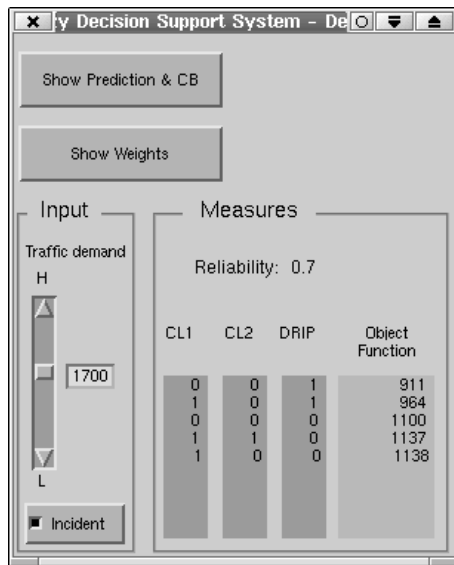 y Decision Support System - De
Show Prediction & CB
Show Weights
Input
Traffic demand
H
1700
L
Incident
Measures
Reliability: 0.7
CL1 CL2 DRIP Object Function
0 0 1 911
1 0 1 964
0 0 0 1100
1 1 0 1137
1 0 0 1138